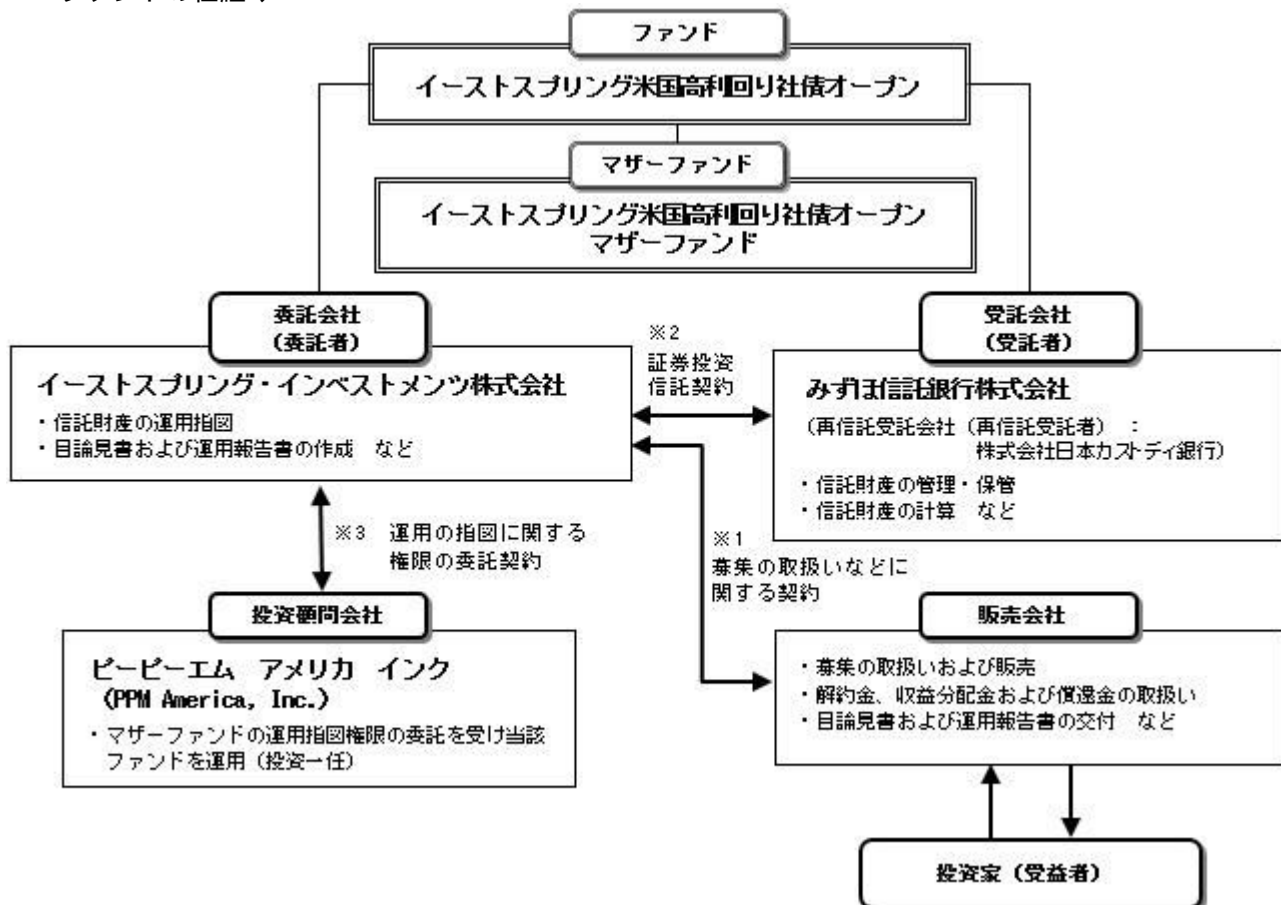 ファンド
イーストスプリング米国高利回り社債オープン
マザーファンド
イーストスプリング米国高利回り社債オープン
マザーファンド
委託会社
(委託者)
イーストスプリング・インベストメンツ株式会社
・信託財産の運用指図
・目論見書および運用報告書の作成 など
※2
証券投資
信託契約
受託会社
(受託者)
みずほ信託銀行株式会社
(再信託受託会社(再信託受託者) :
株式会社日本カストディ銀行)
・信託財産の管理・保管
・信託財産の計算 など
※3 運用の指図に関する
権限の委託契約
※1
募集の取扱いなどに
関する契約
投資顧問会社
ピーピーエム アメリカ インク
(PPM America, Inc.)
・マザーファンドの運用指図権限の委託を受け当該
ファンドを運用(投資一任)
販売会社
・募集の取扱いおよび販売
・解約金、収益分配金および償還金の取扱い
・目論見書および運用報告書の交付 など
投資家(受益者)